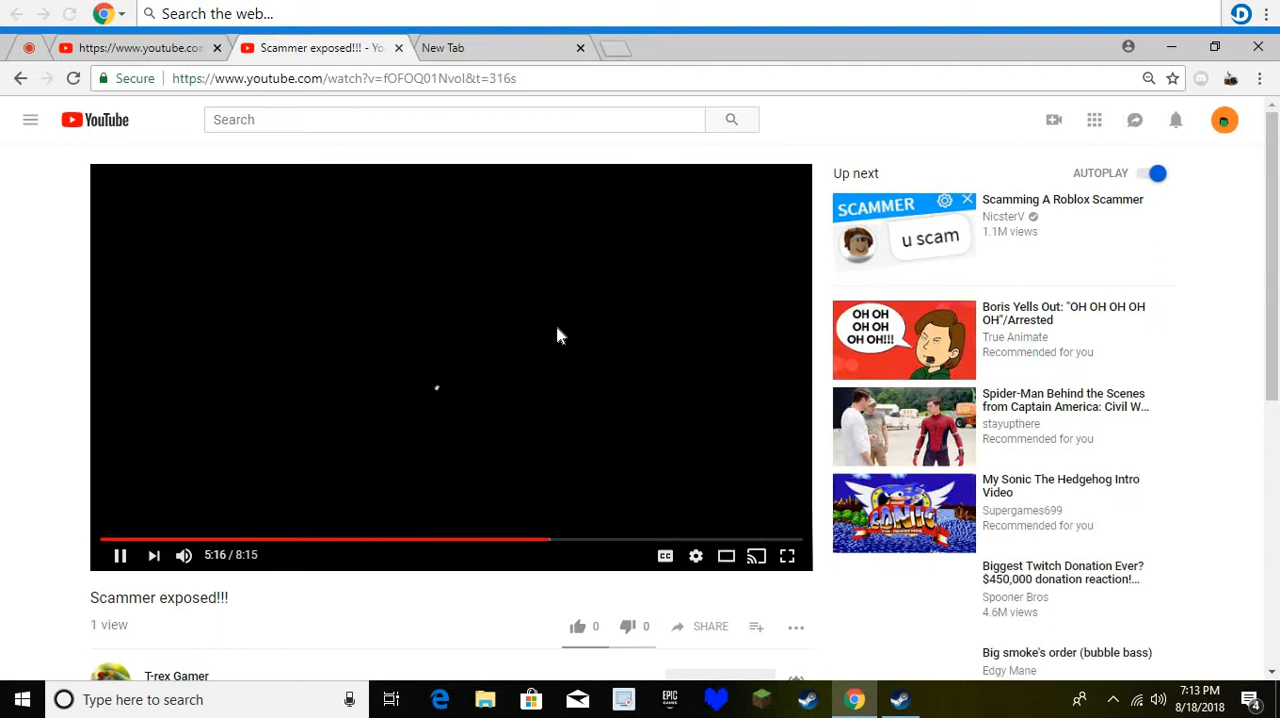 Search the web...
https://www.youtube.com
Scammer exposed!!! - Yo
New Tab
Secure
https://www.youtube.com/watch?v=fOFOQ01NvoI&t=316s
YouTube
Search
Up next
AUTOPLAY
SCAMMER
u scam
Scamming A Roblox Scammer
NicsterV
1.1M views
OH OH
OH OH
OH OH!!!
Boris Yells Out: "OH OH OH OH
OH"/Arrested
True Animate
Recommended for you
Spider-Man Behind the Scenes
from Captain America: Civil W...
stayupthere
Recommended for you
SONIC
My Sonic The Hedgehog Intro
Video
Supergames699
Recommended for you
Biggest Twitch Donation Ever?
$450,000 donation reaction!...
Spooner Bros
4.6M views
Big smoke's order (bubble bass)
Edgy Mane
5:16 / 8:15
CC
Scammer exposed!!!
1 view
0
0
SHARE
T-rex Gamer
Type here to search
EPIC
GAMES
7:13 PM
8/18/2018
4